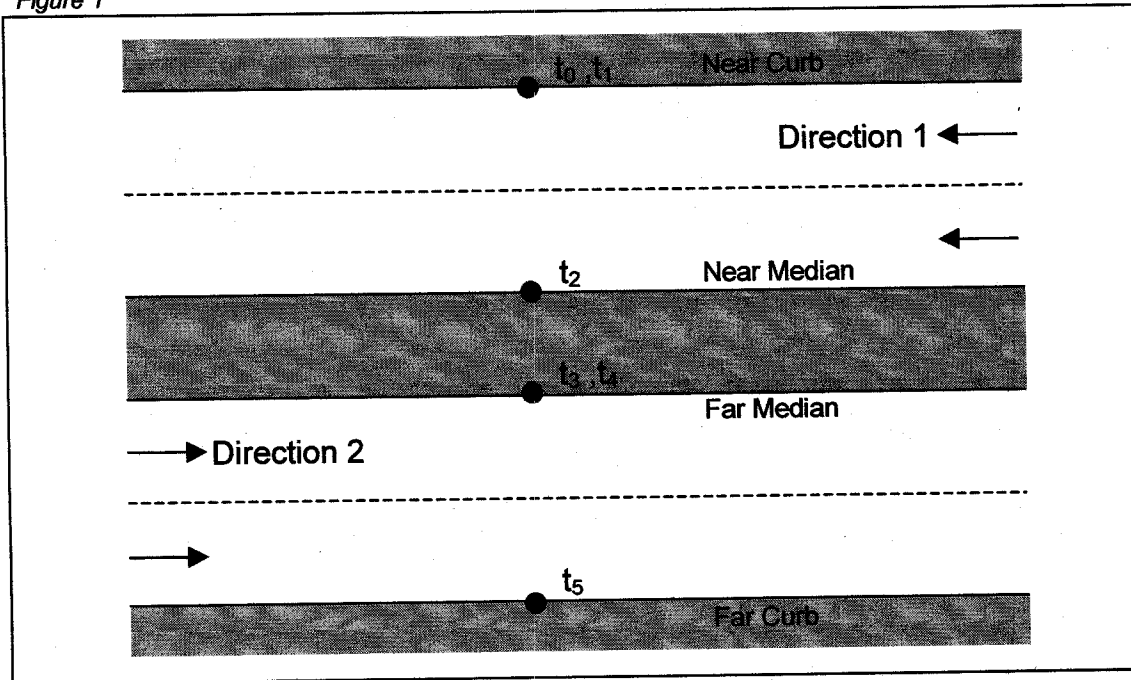 Figure 1
t0 ,t1
Near Curb
Direction 1
t2
Near Median
t3 ,t4
Far Median
Direction 2
t5
Far Curb